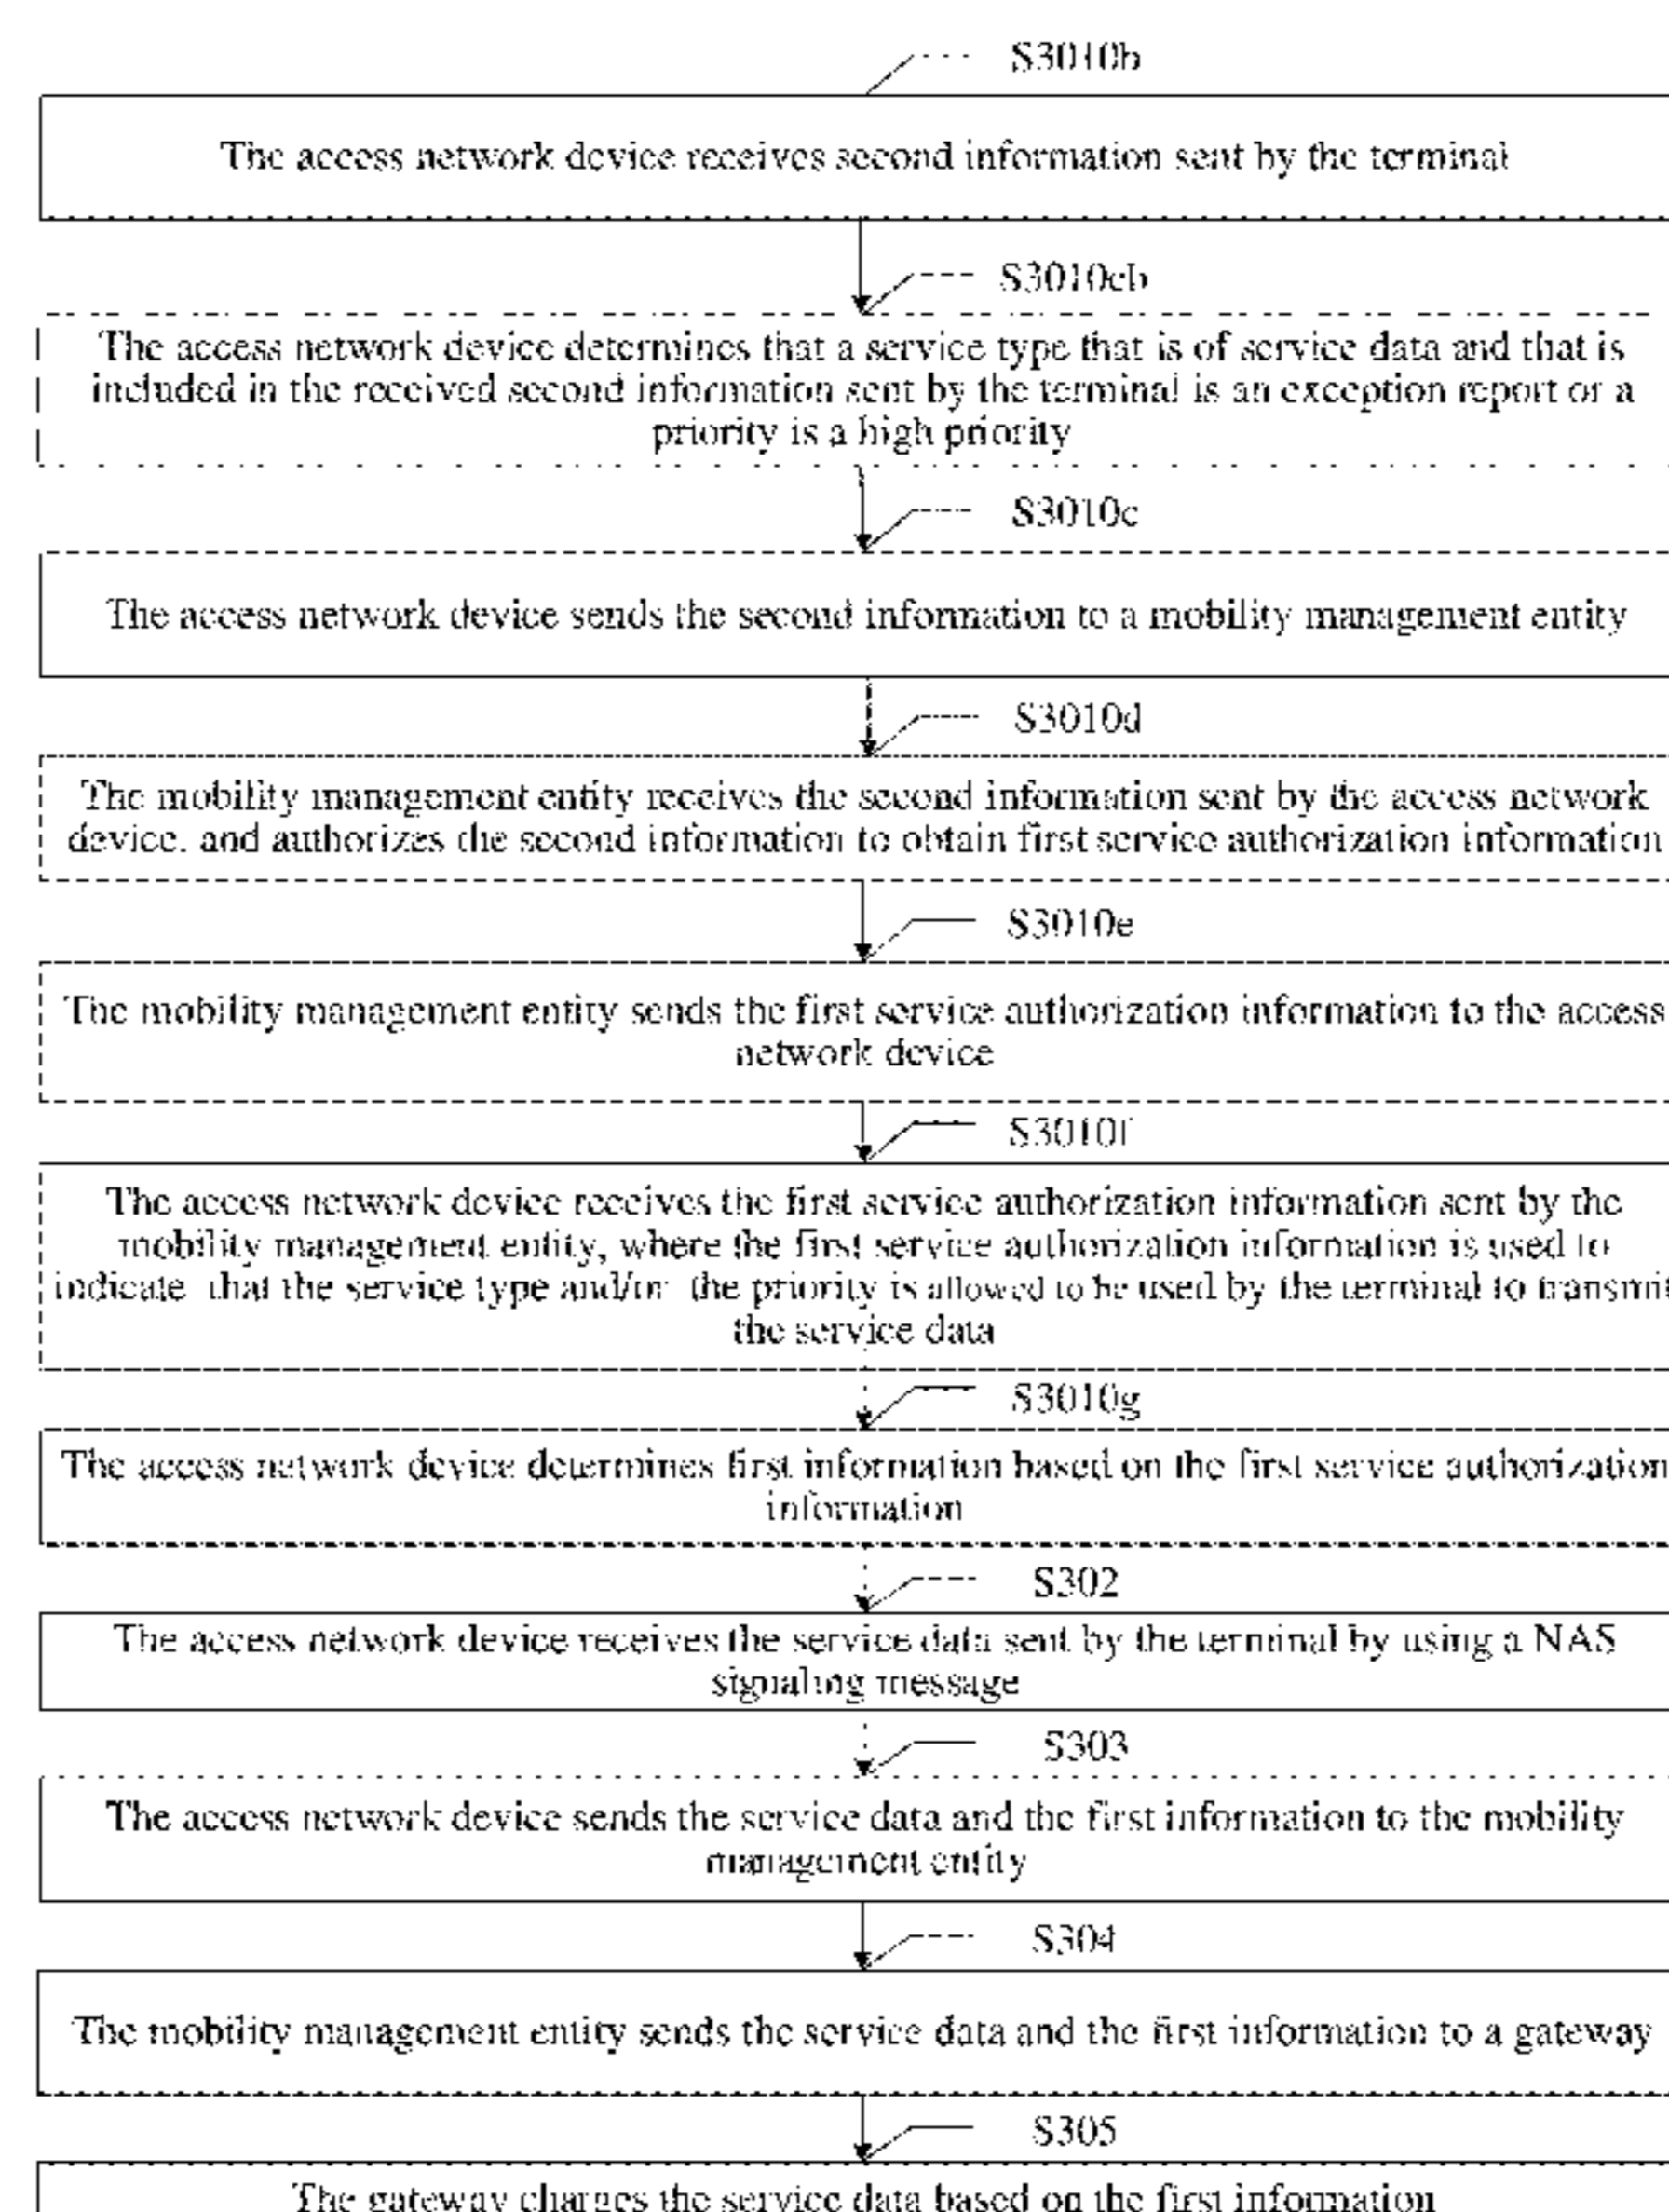 S3010b
The access network device receives second information sent by the terminal
S3010cb
The access network device determines that a service type that is of service data and that is
included in the received second information sent by the terminal is an exception report or a
priority is a high priority
S3010c
The access network device sends the second information to a mobility management entity
S3010d
The mobility management entity receives the second information sent by the access network
device, and authorizes the second information to obtain first service authorization information
S3010e
The mobility management entity sends the first service authorization information to the access
network device
S3010f
The access network device receives the first service authorization information sent by the
mobility management entity, where the first service authorization information is used to
indicate that the service type and/or the priority is allowed to be used by the terminal to transmit
the service data
S3010g
The access network device determines first information based on the first service authorization
information
S302
The access network device receives the service data sent by the terminal by using a NAS
signaling message
S303
The access network device sends the service data and the first information to the mobility
management entity
S304
The mobility management entity sends the service data and the first information to a gateway
S305
The gateway charges the service data based on the first information